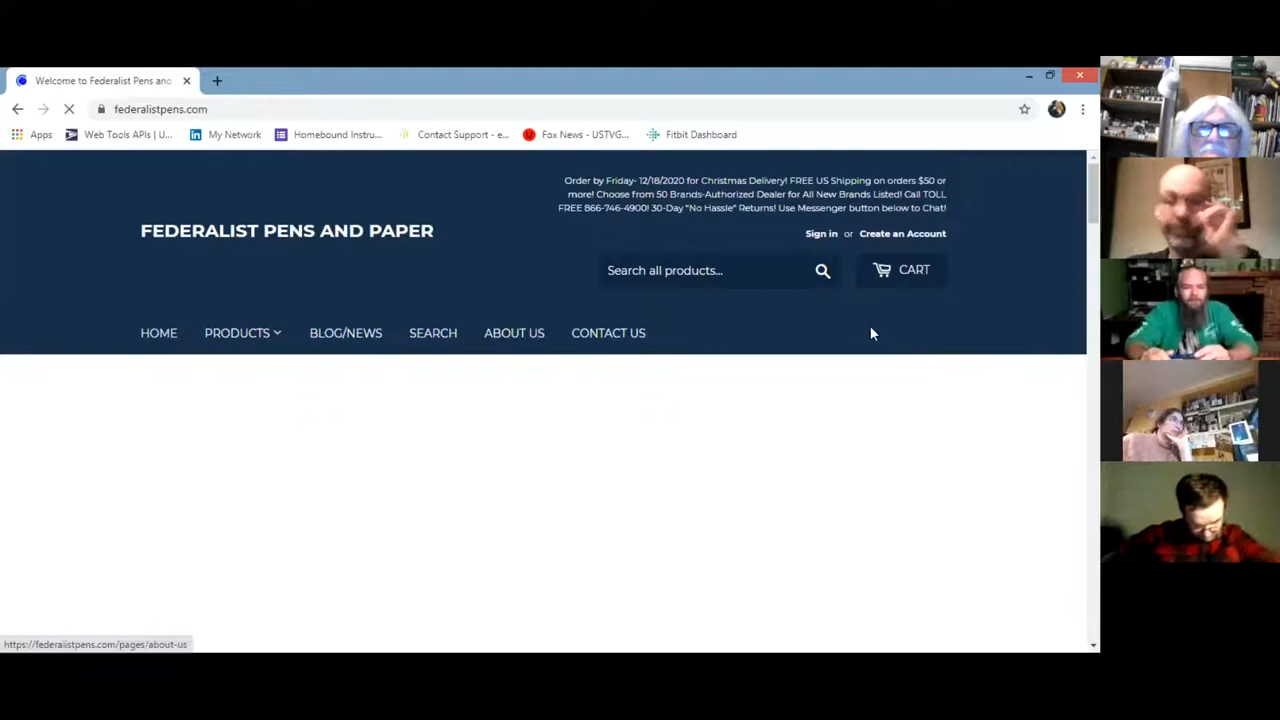 Welcome to Federalist Pens and
federalistpens.com
Apps
Web Tools APIs | U...
My Network
Homebound Instru...
Contact Support - e...
Fox News - USTVG...
Fitbit Dashboard
Order by Friday- 12/18/2020 for Christmas Delivery! FREE US Shipping on orders $50 or
more! Choose from 50 Brands-Authorized Dealer for All New Brands Listed! Call TOLL
FREE 866-746-4900! 30-Day "No Hassle" Returns! Use Messenger button below to Chat!
FEDERALIST PENS AND PAPER
Sign in or Create an Account
Search all products...
CART
HOME
PRODUCTS
BLOG/NEWS
SEARCH
ABOUT US
CONTACT US
https://federalistpens.com/pages/about-us